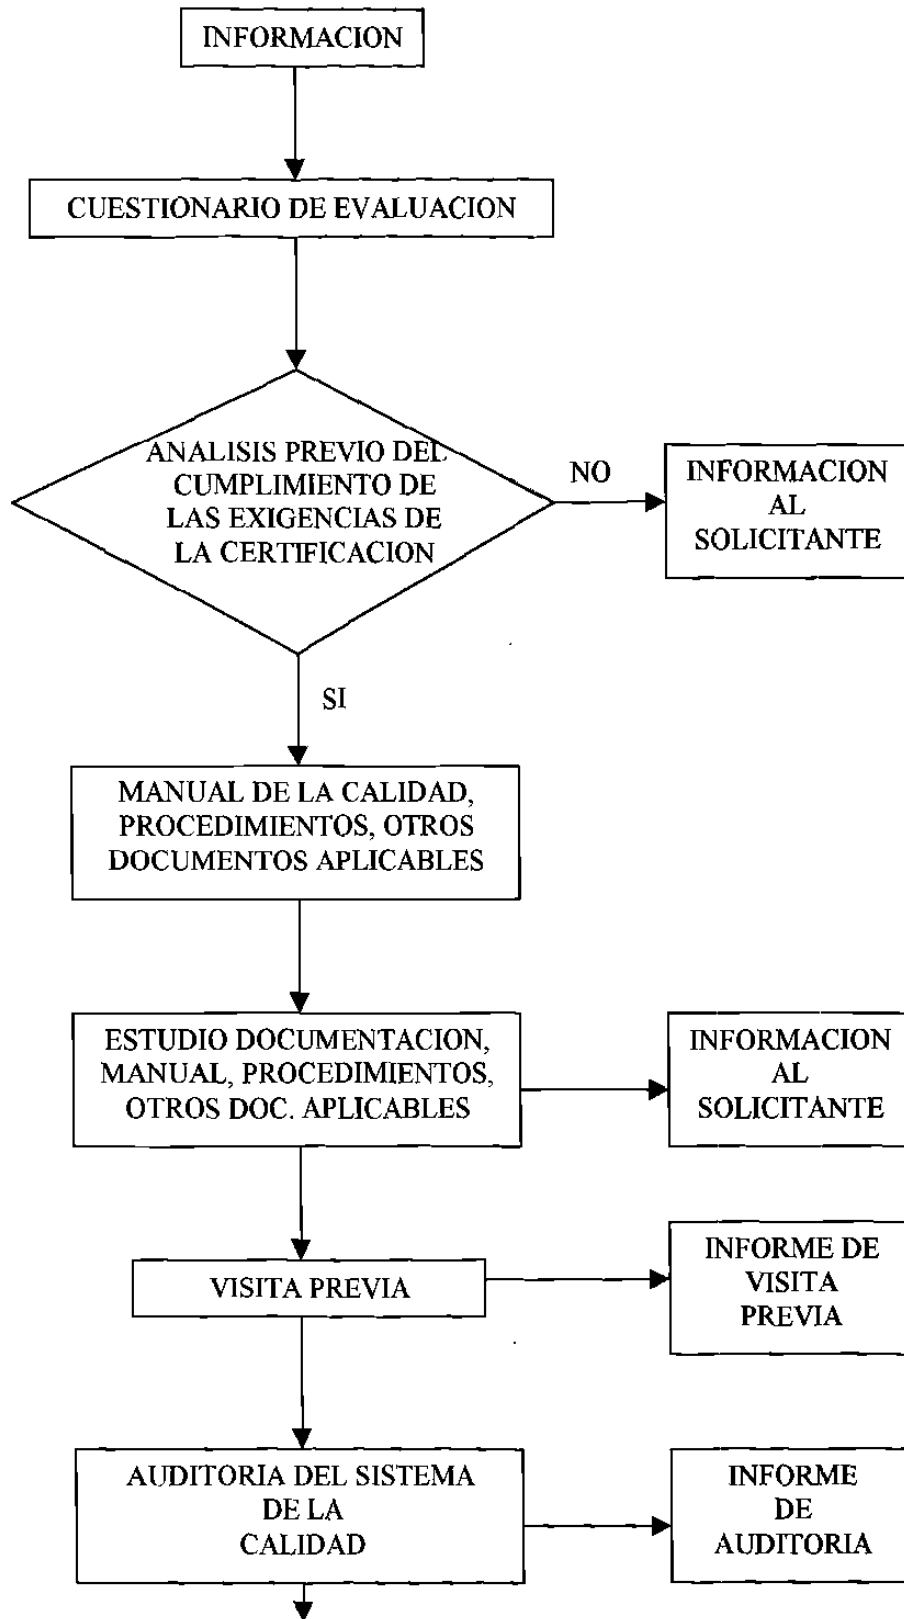 INFORMACION
CUESTIONARIO DE EVALUACION
ANALISIS PREVIO DEL
CUMPLIMIENTO DE
LAS EXIGENCIAS DE
LA CERTIFICACION
NO
INFORMACION
AL
SOLICITANTE
SI
MANUAL DE LA CALIDAD,
PROCEDIMIENTOS, OTROS
DOCUMENTOS APLICABLES
ESTUDIO DOCUMENTACION,
MANUAL, PROCEDIMIENTOS,
OTROS DOC. APLICABLES
INFORMACION
AL
SOLICITANTE
VISITA PREVIA
INFORME DE
VISITA
PREVIA
AUDITORIA DEL SISTEMA
DE LA
CALIDAD
INFORME
DE
AUDITORIA